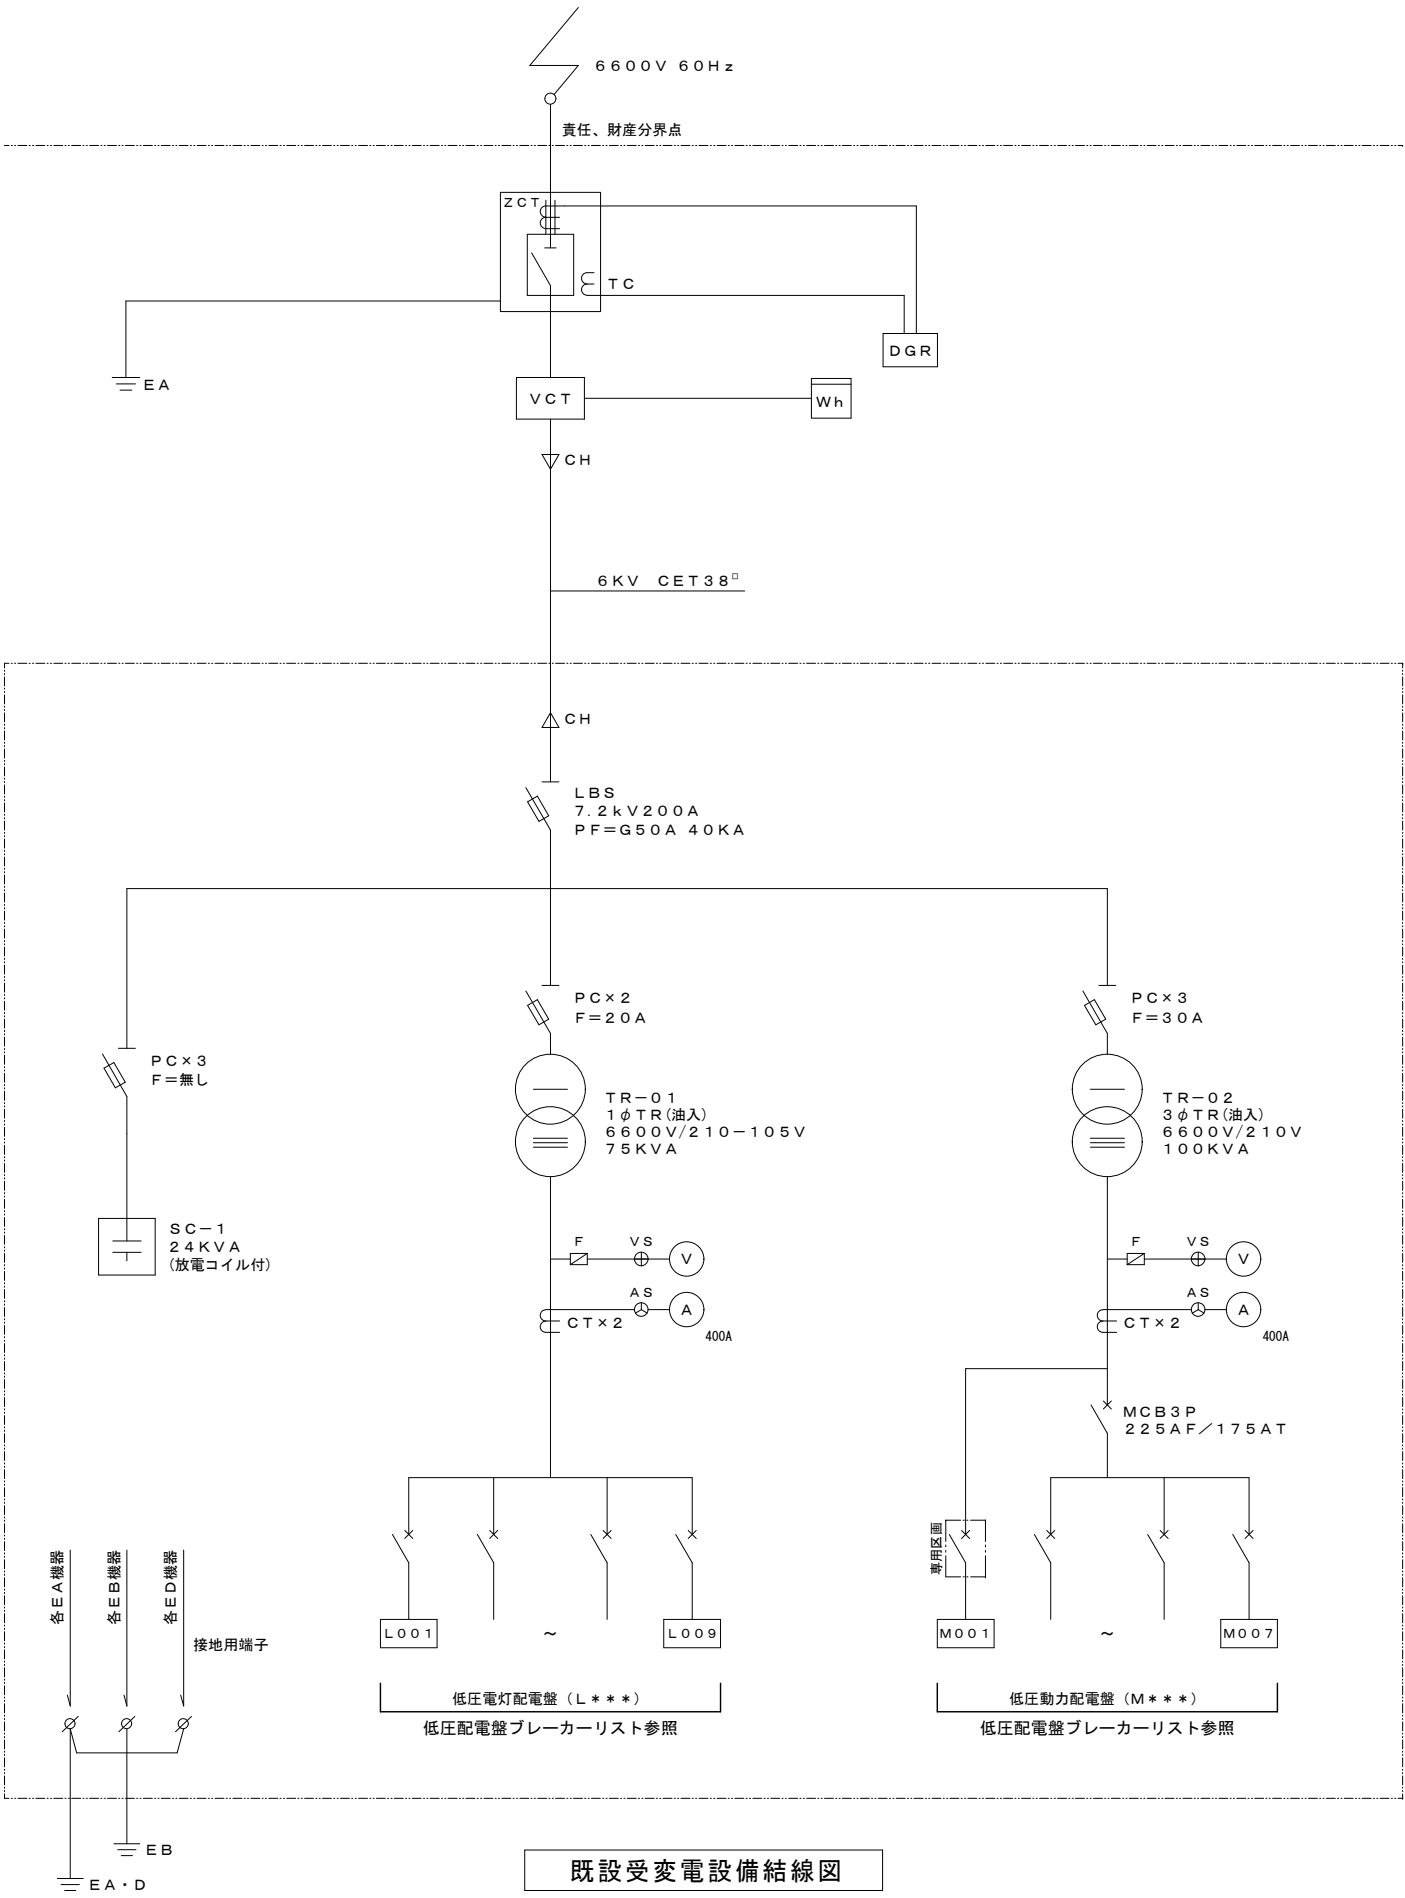 6600V 60Hz
責任、財産分界点
ZCT
TC
DGR
EA
VCT
Wh
CH
6KV CET38□
CH
LBS
7.2kV200A
PF=G50A 40KA
PC×2
F=20A
PC×3
F=30A
PC×3
F=無し
TR-01
1φTR(油入)
6600V/210-105V
75KVA
TR-02
3φTR(油入)
6600V/210V
100KVA
SC-1
24KVA
(放電コイル付)
F VS V
AS A
CT×2
400A
F VS V
AS A
CT×2
400A
MCB3P
225AF/175AT
専用区画
各EA機器
各EB機器
各ED機器
接地用端子
L001 ~ L009
M001 ~ M007
低圧電灯配電盤(L***)
低圧配電盤ブレーカーリスト参照
低圧動力配電盤(M***)
低圧配電盤ブレーカーリスト参照
EB
EA・D
既設受変電設備結線図